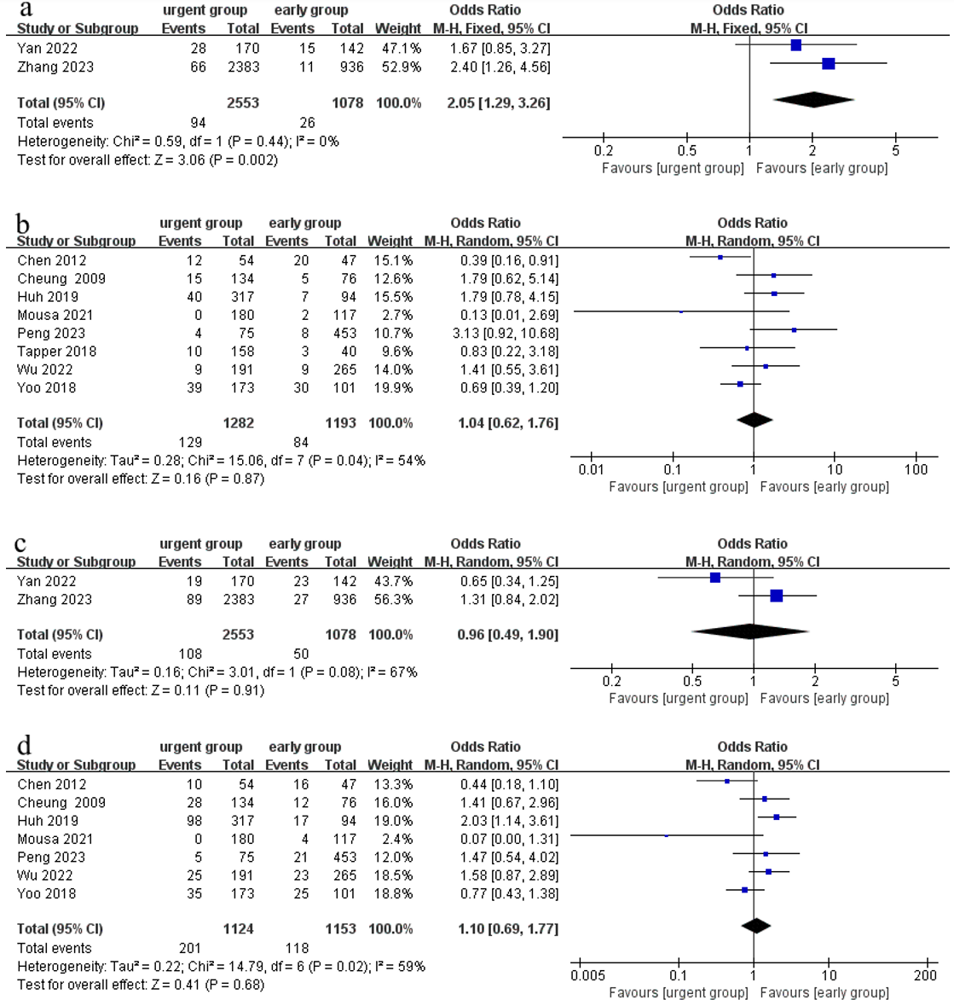 a
urgent group early group Odds Ratio Odds Ratio
Study or Subgroup Events Total Events Total Weight M-H, Fixed, 95% CI M-H, Fixed, 95% CI
Yan 2022 28 170 15 142 47.1% 1.67 [0.85, 3.27]
Zhang 2023 66 2383 11 936 52.9% 2.40 [1.26, 4.56]
Total (95% CI) 2553 1078 100.0% 2.05 [1.29, 3.26]
Total events 94 26
Heterogeneity: Chi² = 0.59, df = 1 (P = 0.44); I² = 0%
Test for overall effect: Z = 3.06 (P = 0.002)
0.2 0.5 1 2 5
Favours [urgent group] Favours [early group]
b
urgent group early group Odds Ratio Odds Ratio
Study or Subgroup Events Total Events Total Weight M-H, Random, 95% CI M-H, Random, 95% CI
Chen 2012 12 54 20 47 15.1% 0.39 [0.16, 0.91]
Cheung 2009 15 134 5 76 12.6% 1.79 [0.62, 5.14]
Huh 2019 40 317 7 94 15.5% 1.79 [0.78, 4.15]
Mousa 2021 0 180 2 117 2.7% 0.13 [0.01, 2.69]
Peng 2023 4 75 8 453 10.7% 3.13 [0.92, 10.68]
Tapper 2018 10 158 3 40 9.6% 0.83 [0.22, 3.18]
Wu 2022 9 191 9 265 14.0% 1.41 [0.55, 3.61]
Yoo 2018 39 173 30 101 19.9% 0.69 [0.39, 1.20]
Total (95% CI) 1282 1193 100.0% 1.04 [0.62, 1.76]
Total events 129 84
Heterogeneity: Tau² = 0.28; Chi² = 15.06, df = 7 (P = 0.04); I² = 54%
Test for overall effect: Z = 0.16 (P = 0.87)
0.01 0.1 1 10 100
Favours [urgent group] Favours [early group]
c
urgent group early group Odds Ratio Odds Ratio
Study or Subgroup Events Total Events Total Weight M-H, Random, 95% CI M-H, Random, 95% CI
Yan 2022 19 170 23 142 43.7% 0.65 [0.34, 1.25]
Zhang 2023 89 2383 27 936 56.3% 1.31 [0.84, 2.02]
Total (95% CI) 2553 1078 100.0% 0.96 [0.49, 1.90]
Total events 108 50
Heterogeneity: Tau² = 0.16; Chi² = 3.01, df = 1 (P = 0.08); I² = 67%
Test for overall effect: Z = 0.11 (P = 0.91)
0.2 0.5 1 2 5
Favours [urgent group] Favours [early group]
d
urgent group early group Odds Ratio Odds Ratio
Study or Subgroup Events Total Events Total Weight M-H, Random, 95% CI M-H, Random, 95% CI
Chen 2012 10 54 16 47 13.3% 0.44 [0.18, 1.10]
Cheung 2009 28 134 12 76 16.0% 1.41 [0.67, 2.96]
Huh 2019 98 317 17 94 19.0% 2.03 [1.14, 3.61]
Mousa 2021 0 180 4 117 2.4% 0.07 [0.00, 1.31]
Peng 2023 5 75 21 453 12.0% 1.47 [0.54, 4.02]
Wu 2022 25 191 23 265 18.5% 1.58 [0.87, 2.89]
Yoo 2018 35 173 25 101 18.8% 0.77 [0.43, 1.38]
Total (95% CI) 1124 1153 100.0% 1.10 [0.69, 1.77]
Total events 201 118
Heterogeneity: Tau² = 0.22; Chi² = 14.79, df = 6 (P = 0.02); I² = 59%
Test for overall effect: Z = 0.41 (P = 0.68)
0.005 0.1 1 10 200
Favours [urgent group] Favours [early group]